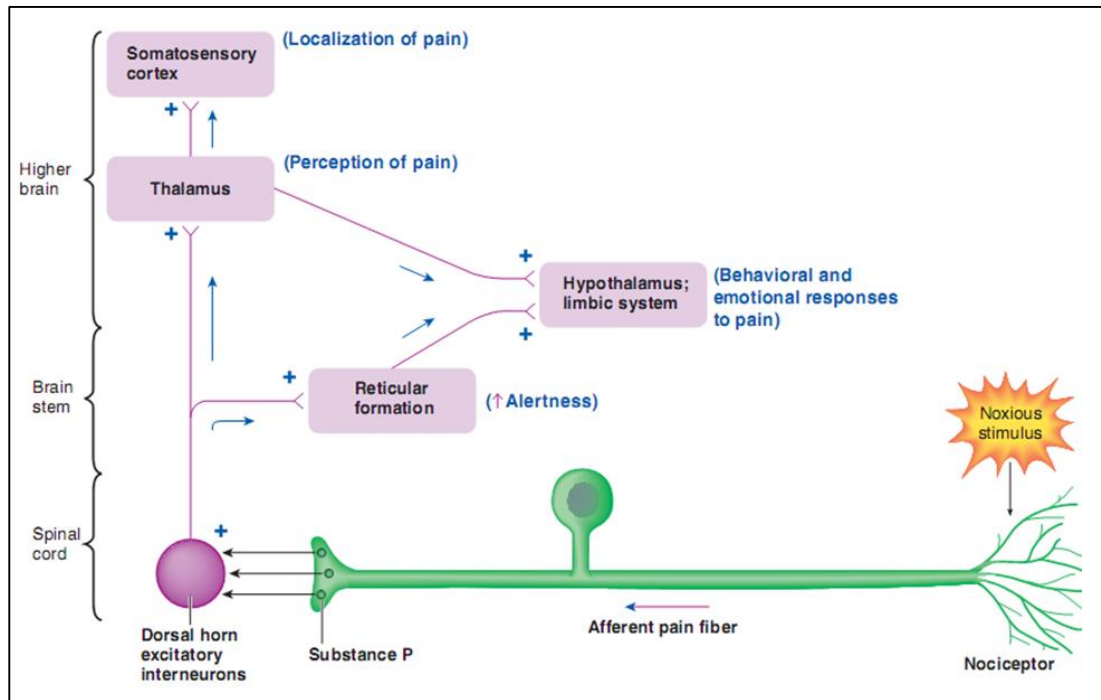 Somatosensory
cortex
(Localization of pain)
+
Higher
brain
Thalamus
(Perception of pain)
+
+
Hypothalamus;
limbic system
(Behavioral and
emotional responses
to pain)
+
Brain
stem
+
Reticular
formation
(↑Alertness)
Noxious
stimulus
Spinal
cord
+
Dorsal horn
excitatory
interneurons
Substance P
Afferent pain fiber
Nociceptor